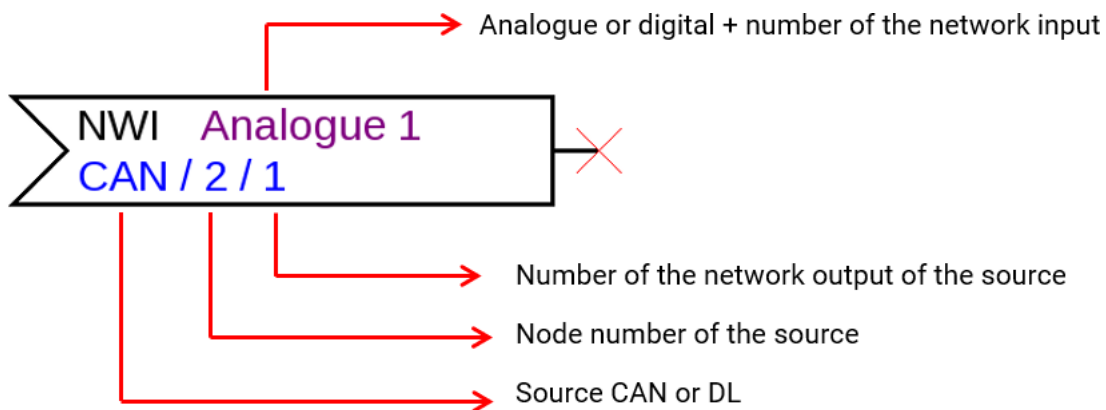 Analogue or digital + number of the network input
NWI Analogue 1
CAN / 2 / 1
Number of the network output of the source
Node number of the source
Source CAN or DL